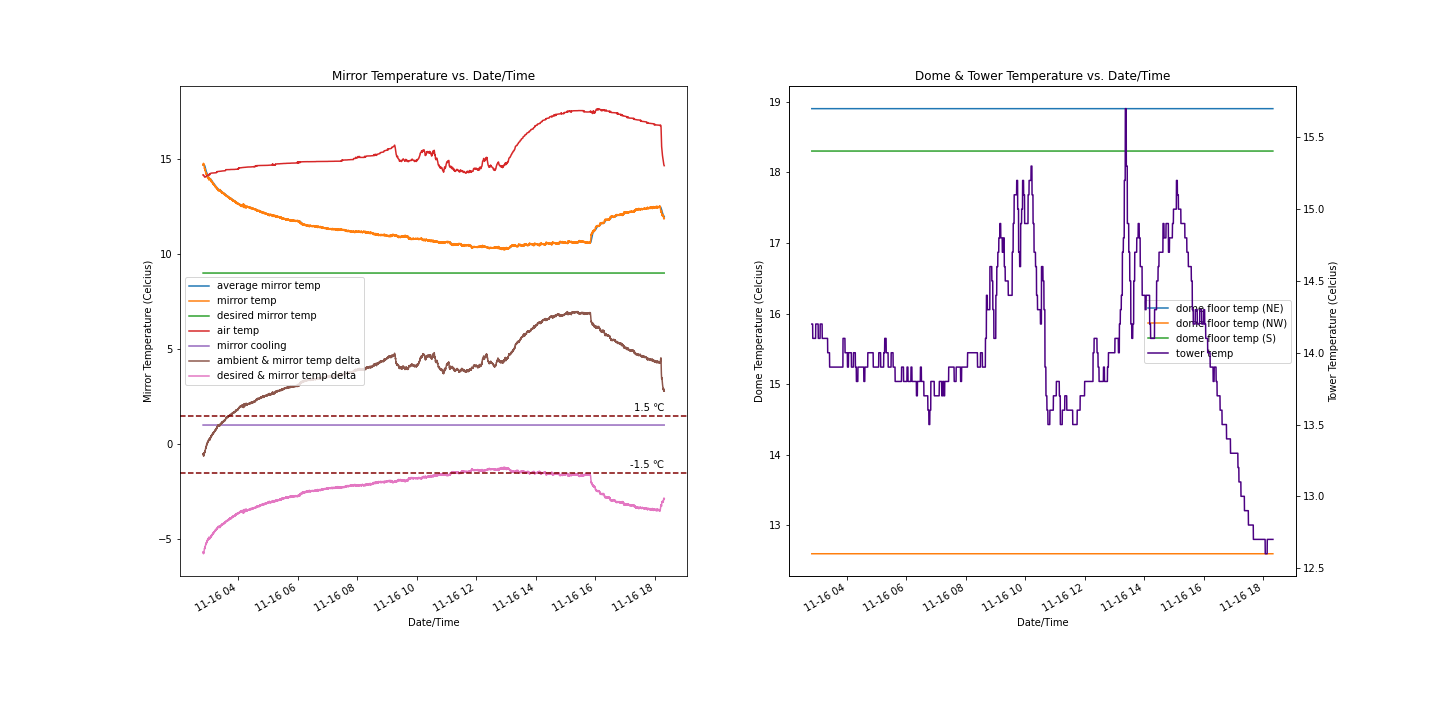 Mirror Temperature vs. Date/Time
Mirror Temperature (Celcius)
15
10
5
0
−5
average mirror temp
mirror temp
desired mirror temp
air temp
mirror cooling
ambient & mirror temp delta
desired & mirror temp delta
1.5 °C
-1.5 °C
11-16 04
11-16 06
11-16 08
11-16 10
11-16 12
11-16 14
11-16 16
11-16 18
Date/Time
Dome & Tower Temperature vs. Date/Time
Dome Temperature (Celcius)
19
18
17
16
15
14
13
dome floor temp (NE)
dome floor temp (NW)
dome floor temp (S)
tower temp
15.5
15.0
14.5
14.0
13.5
13.0
12.5
Tower Temperature (Celcius)
11-16 04
11-16 06
11-16 08
11-16 10
11-16 12
11-16 14
11-16 16
11-16 18
Date/Time